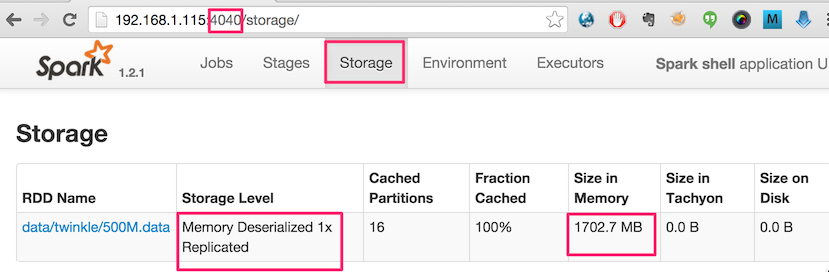 192.168.1.115:4040/storage/
Spark 1.2.1 Jobs Stages Storage Environment Executors Spark shell application U
Storage
RDD Name Storage Level Cached Partitions Fraction Cached Size in Memory Size in Tachyon Size on Disk
data/twinkle/500M.data Memory Deserialized 1x Replicated 16 100% 1702.7 MB 0.0 B 0.0 B